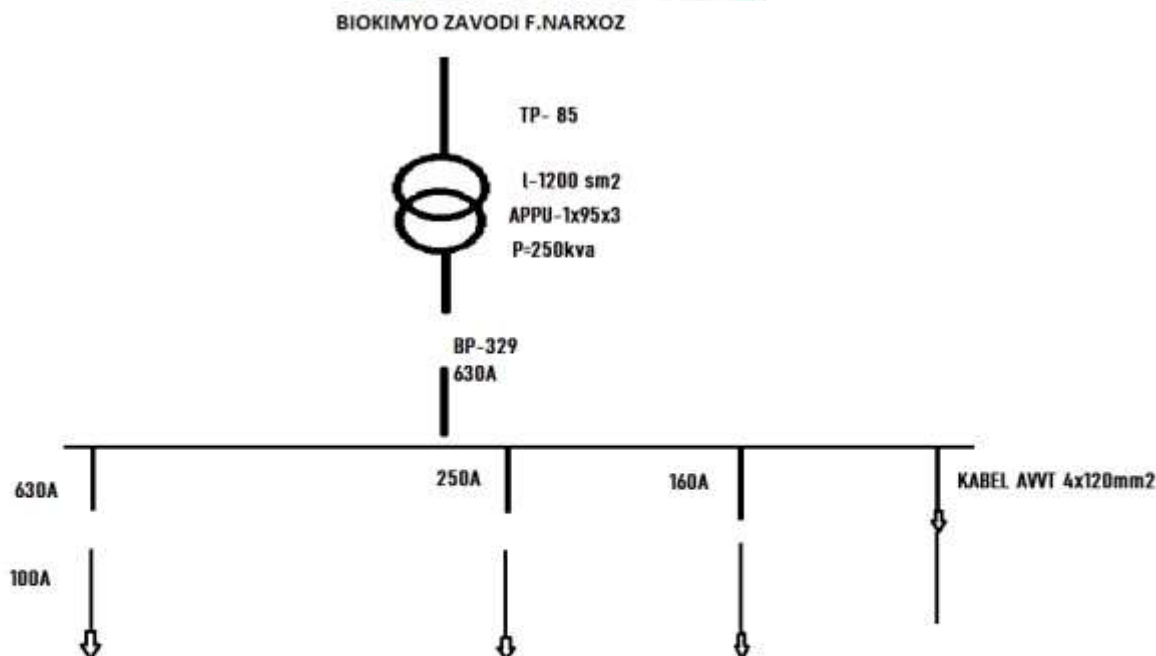 BIOKIMYO ZAVODI F.NARXOZ
TP- 85
l-1200 sm2
APPU-1x95x3
P=250kva
BP-329
630A
630A
250A
160A
KABEL AVVT 4x120mm2
100A